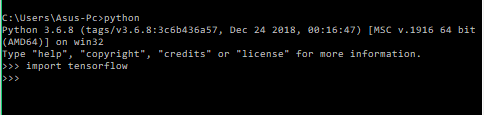 C:\Users\Asus-Pc>python
Python 3.6.8 (tags/v3.6.8:3c6b436a57, Dec 24 2018, 00:16:47) [MSC v.1916 64 bit
(AMD64)] on win32
Type "help", "copyright", "credits" or "license" for more information.
>>> import tensorflow
>>>